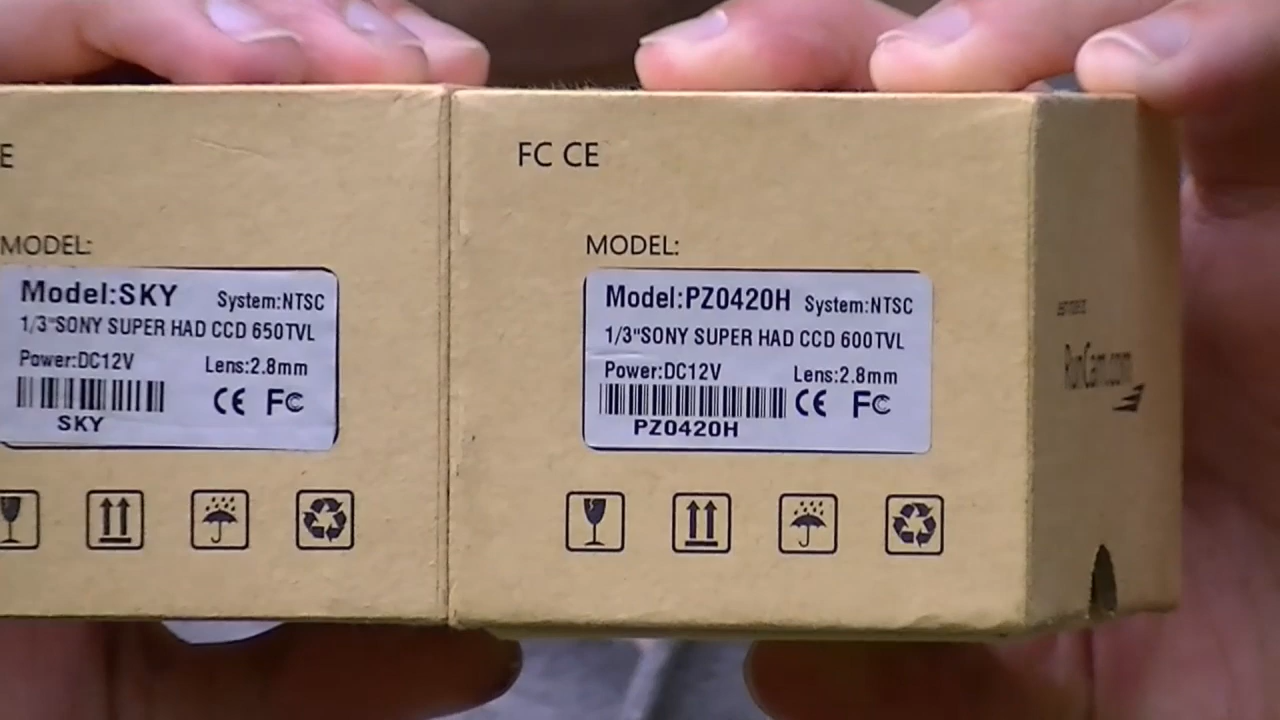 E
MODEL:
Model:SKY System:NTSC
1/3"SONY SUPER HAD CCD 650TVL
Power:DC12V Lens:2.8mm
CE FC
SKY
FC CE
MODEL:
Model:PZ0420H System:NTSC
1/3"SONY SUPER HAD CCD 600TVL
Power:DC12V Lens:2.8mm
CE FC
PZ0420H
RunCam.com